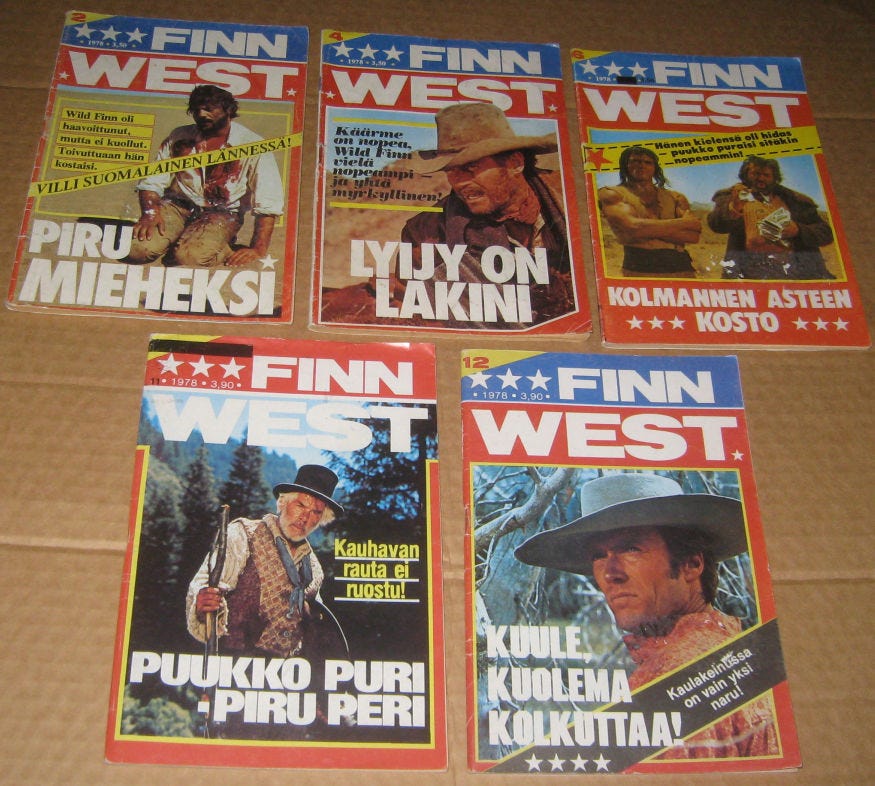 2
FINN
1978 • 3,50
WEST
Wild Finn oli
haavoittunut,
mutta ei kuollut.
Toivuttuaan hän
kostaisi.
VILLI SUOMALAINEN LÄNNESSÄ!
PIRU
MIEHEKSI
4
FINN
1978 • 3,50
WEST
Käärme
on nopea,
Wild Finn
vielä
nopeampi
ja yhtä
myrkyllinen!
LYIJY ON
LAKINI
6
FINN
1978
WEST
Hänen kielensä oli hidas
puukko puraisi sitäkin
nopeammin!
KOLMANNEN ASTEEN
KOSTO
FINN
11 • 1978 • 3,90 •
WEST
Kauhavan
rauta ei
ruostu!
PUUKKO PURI
-PIRU PERI
12
FINN
• 1978 • 3,90 •
WEST
KUULE,
KUOLEMA
KOLKUTTAA!
Kaulakeinussa
on vain yksi
naru!